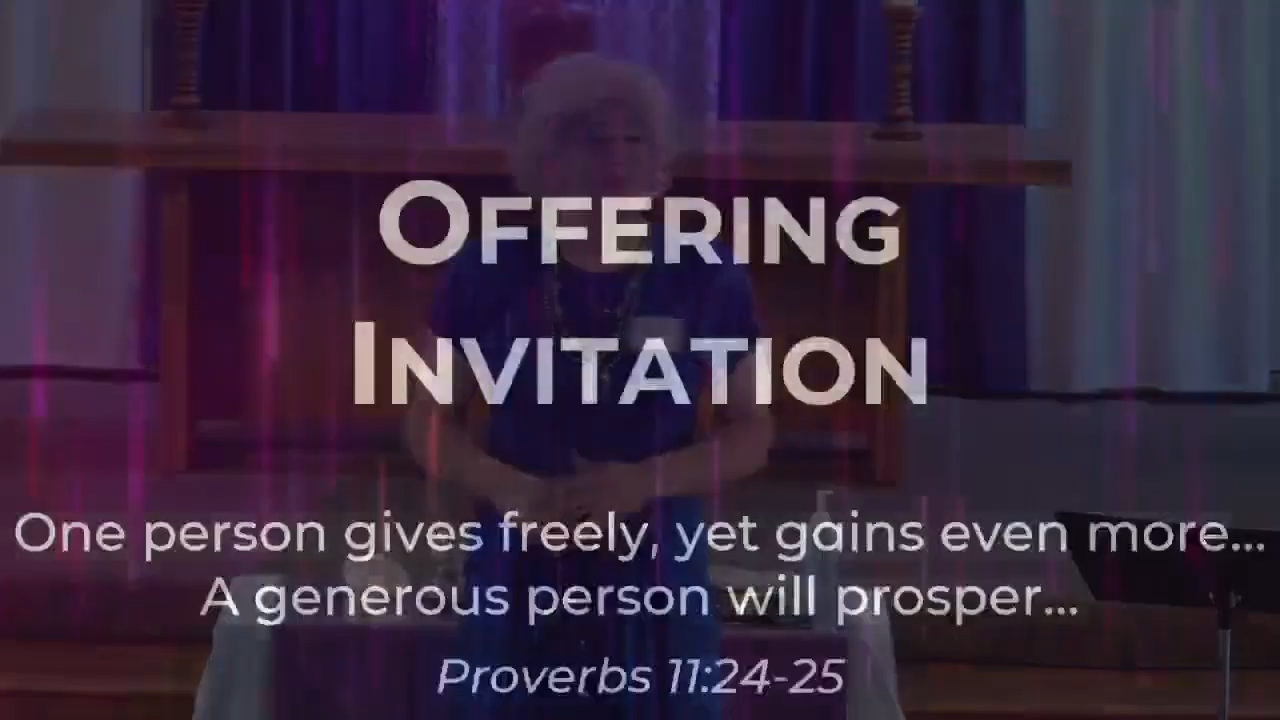 OFFERING
INVITATION
One person gives freely, yet gains even more...
A generous person will prosper...
Proverbs 11:24-25